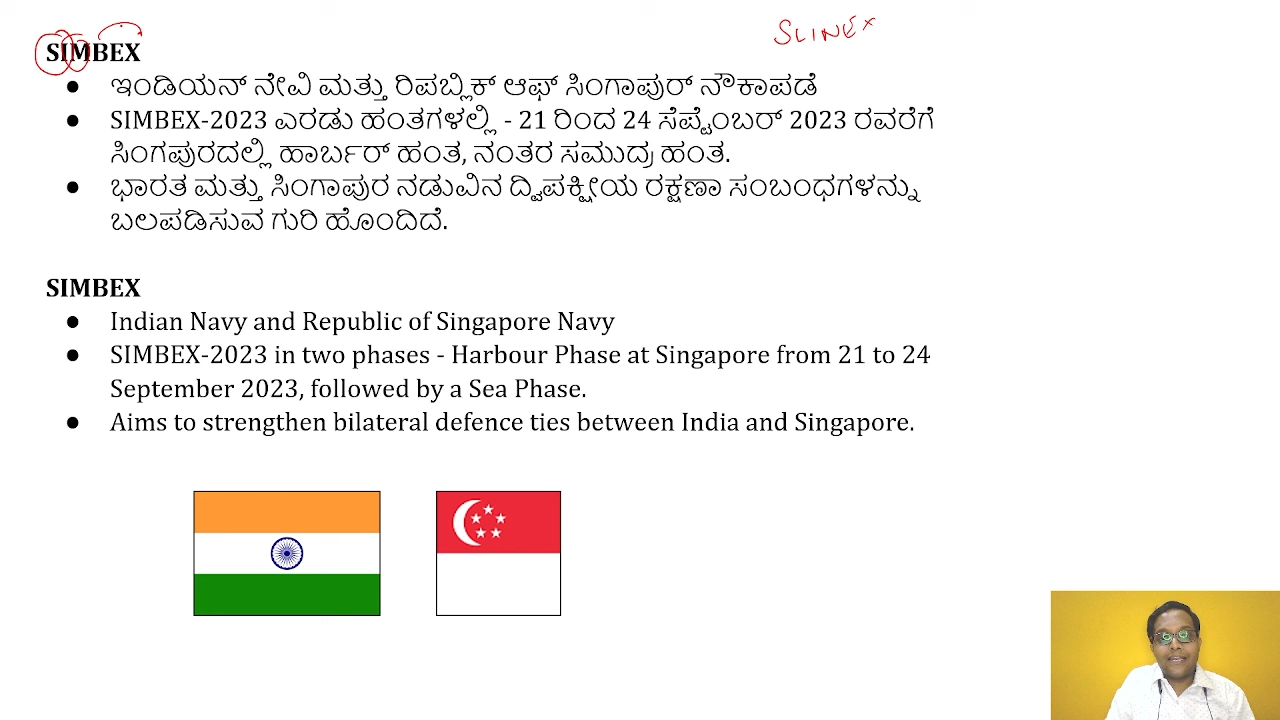 SLINEX
SIMBEX
● ಇಂಡಿಯನ್ ನೇವಿ ಮತ್ತು ರಿಪಬ್ಲಿಕ್ ಆಫ್ ಸಿಂಗಾಪುರ್ ನೌಕಾಪಡೆ
● SIMBEX-2023 ಎರಡು ಹಂತಗಳಲ್ಲಿ - 21 ರಿಂದ 24 ಸೆಪ್ಟೆಂಬರ್ 2023 ರವರೆಗೆ
ಸಿಂಗಪುರದಲ್ಲಿ ಹಾರ್ಬರ್ ಹಂತ, ನಂತರ ಸಮುದ್ರ ಹಂತ.
● ಭಾರತ ಮತ್ತು ಸಿಂಗಾಪುರ ನಡುವಿನ ದ್ವಿಪಕ್ಷೀಯ ರಕ್ಷಣಾ ಸಂಬಂಧಗಳನ್ನು
ಬಲಪಡಿಸುವ ಗುರಿ ಹೊಂದಿದೆ.
SIMBEX
● Indian Navy and Republic of Singapore Navy
● SIMBEX-2023 in two phases - Harbour Phase at Singapore from 21 to 24
September 2023, followed by a Sea Phase.
● Aims to strengthen bilateral defence ties between India and Singapore.